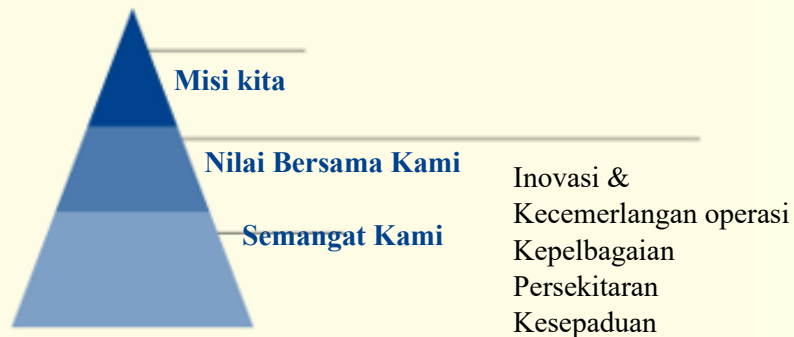 Misi kita
Nilai Bersama Kami
Semangat Kami
Inovasi &
Kecemerlangan operasi
Kepelbagaian
Persekitaran
Kesepaduan